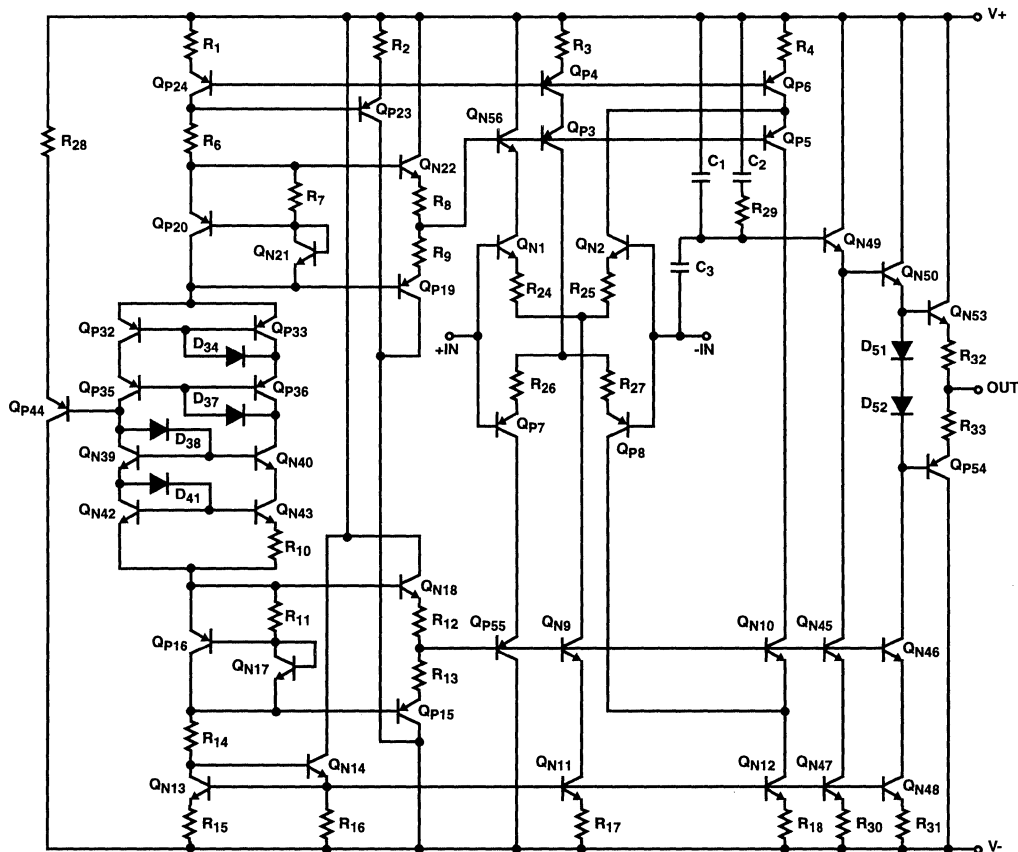 V+
R1
R2
R3
R4
QP24
QP4
QP6
QP23
QN56
QP3
QP5
R28
R6
QN22
C1
C2
R7
R8
R29
QP20
QN21
R9
QN1
QN2
QN49
C3
QN50
QP19
R24
R25
QP32
QP33
QN53
D34
+IN
-IN
D51
R32
QP35
QP36
R26
R27
OUT
D37
QP44
D52
D38
QP7
R33
QN39
QN40
QP8
QP54
D41
QN42
QN43
R10
QN18
R11
R12
QP55
QN9
QN10
QN45
QP16
QN46
QN17
R13
QP15
R14
QN14
QN11
QN12
QN47
QN13
QN48
R15
R16
R17
R18
R30
R31
V-